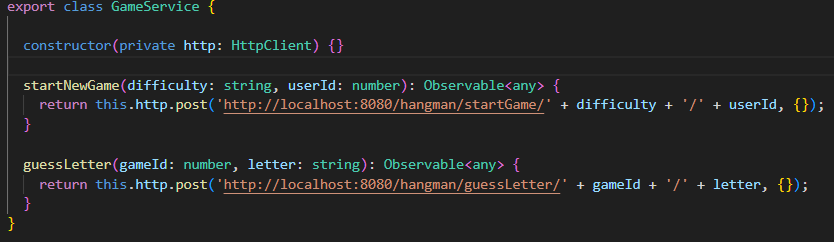 export class GameService {
constructor(private http: HttpClient) {}
startNewGame(difficulty: string, userId: number): Observable<any> {
return this.http.post('http://localhost:8080/hangman/startGame/' + difficulty + '/' + userId, {});
}
guessLetter(gameId: number, letter: string): Observable<any> {
return this.http.post('http://localhost:8080/hangman/guessLetter/' + gameId + '/' + letter, {});
}
}